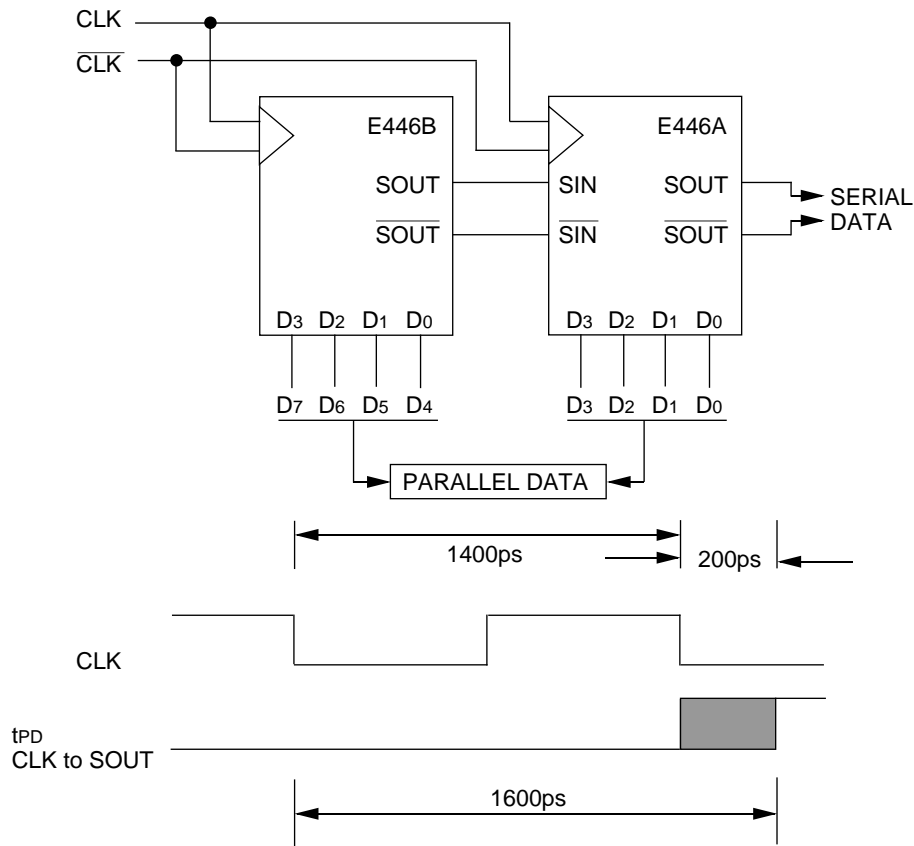 CLK
CLK
E446B
E446A
SOUT
SIN
SOUT
SOUT
SIN
SOUT
SERIAL
DATA
D3 D2 D1 D0
D3 D2 D1 D0
D7 D6 D5 D4
D3 D2 D1 D0
PARALLEL DATA
1400ps
200ps
CLK
tPD
CLK to SOUT
1600ps